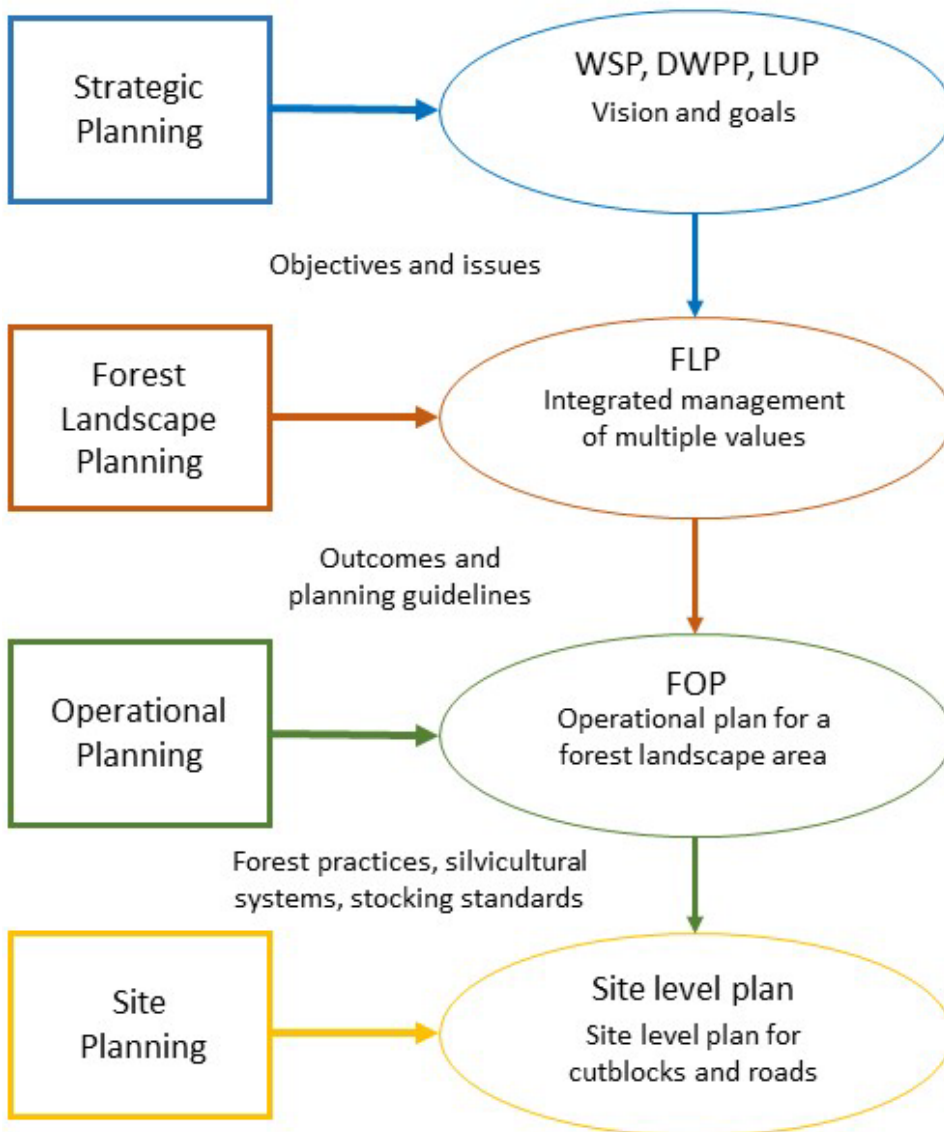 Strategic
Planning
WSP, DWPP, LUP
Vision and goals
Objectives and issues
Forest
Landscape
Planning
FLP
Integrated management
of multiple values
Outcomes and
planning guidelines
Operational
Planning
FOP
Operational plan for a
forest landscape area
Forest practices, silvicultural
systems, stocking standards
Site
Planning
Site level plan
Site level plan for
cutblocks and roads